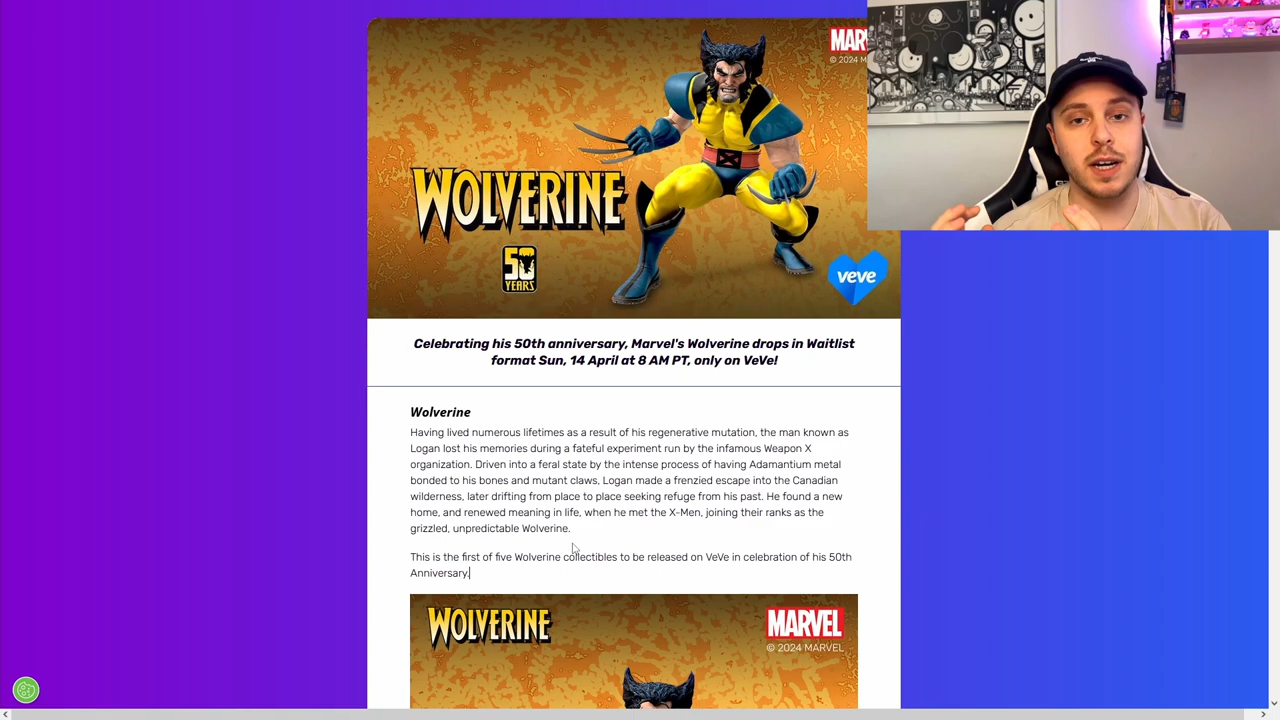 MAR
© 2024 M
WOLVERINE
50
YEARS
veve
Celebrating his 50th anniversary, Marvel's Wolverine drops in Waitlist
format Sun, 14 April at 8 AM PT, only on VeVe!
Wolverine
Having lived numerous lifetimes as a result of his regenerative mutation, the man known as
Logan lost his memories during a fateful experiment run by the infamous Weapon X
organization. Driven into a feral state by the intense process of having Adamantium metal
bonded to his bones and mutant claws, Logan made a frenzied escape into the Canadian
wilderness, later drifting from place to place seeking refuge from his past. He found a new
home, and renewed meaning in life, when he met the X-Men, joining their ranks as the
grizzled, unpredictable Wolverine.
This is the first of five Wolverine collectibles to be released on VeVe in celebration of his 50th
Anniversary.
WOLVERINE
MARVEL
© 2024 MARVEL